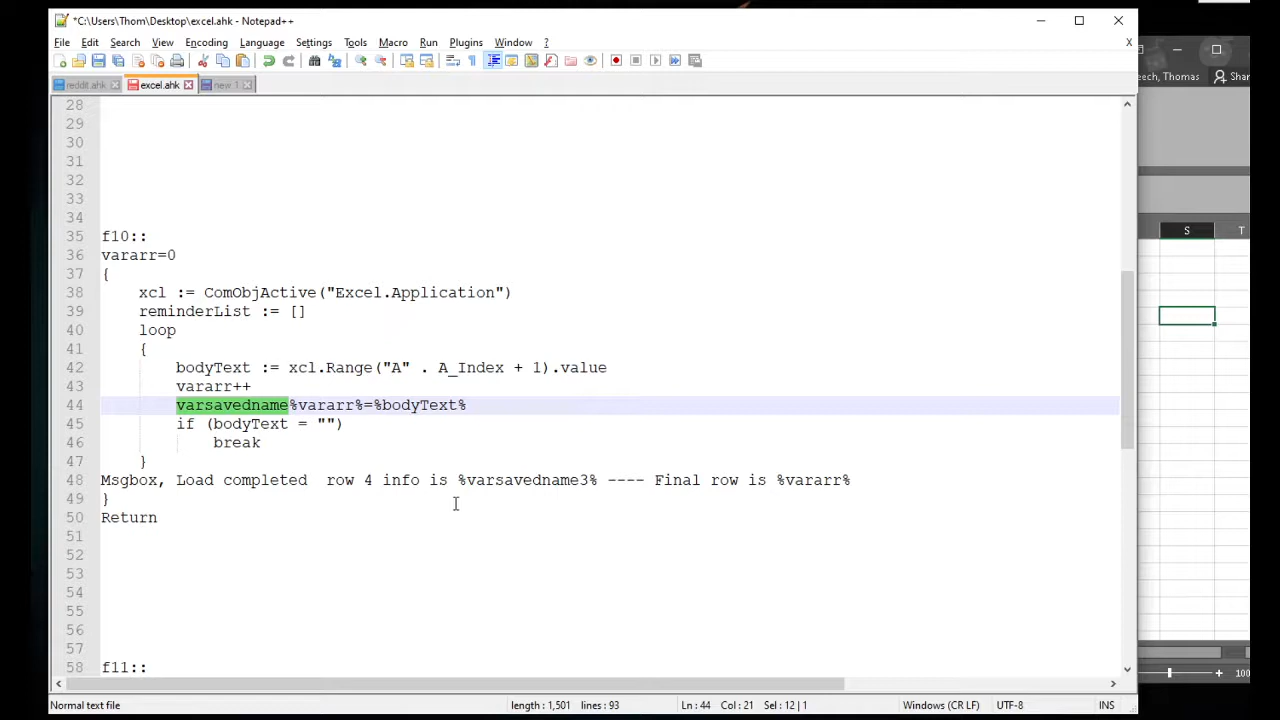 *C:\Users\Thom\Desktop\excel.ahk - Notepad++
File Edit Search View Encoding Language Settings Tools Macro Run Plugins Window ? X
reddit.ahk excel.ahk new 1
eech, Thomas Shar
S T
28
29
30
31
32
33
34
35 f10::
36 vararr=0
37 {
38 xcl := ComObjActive("Excel.Application")
39 reminderList := []
40 loop
41 {
42 bodyText := xcl.Range("A" . A_Index + 1).value
43 vararr++
44 varsavedname%vararr%=%bodyText%
45 if (bodyText = "")
46 break
47 }
48 Msgbox, Load completed  row 4 info is %varsavedname3% ---- Final row is %vararr%
49 }
50 Return
51
52
53
54
55
56
57
58 f11::
Normal text file length : 1,501 lines : 93 Ln : 44 Col : 21 Sel : 12 | 1 Windows (CR LF) UTF-8 INS
100